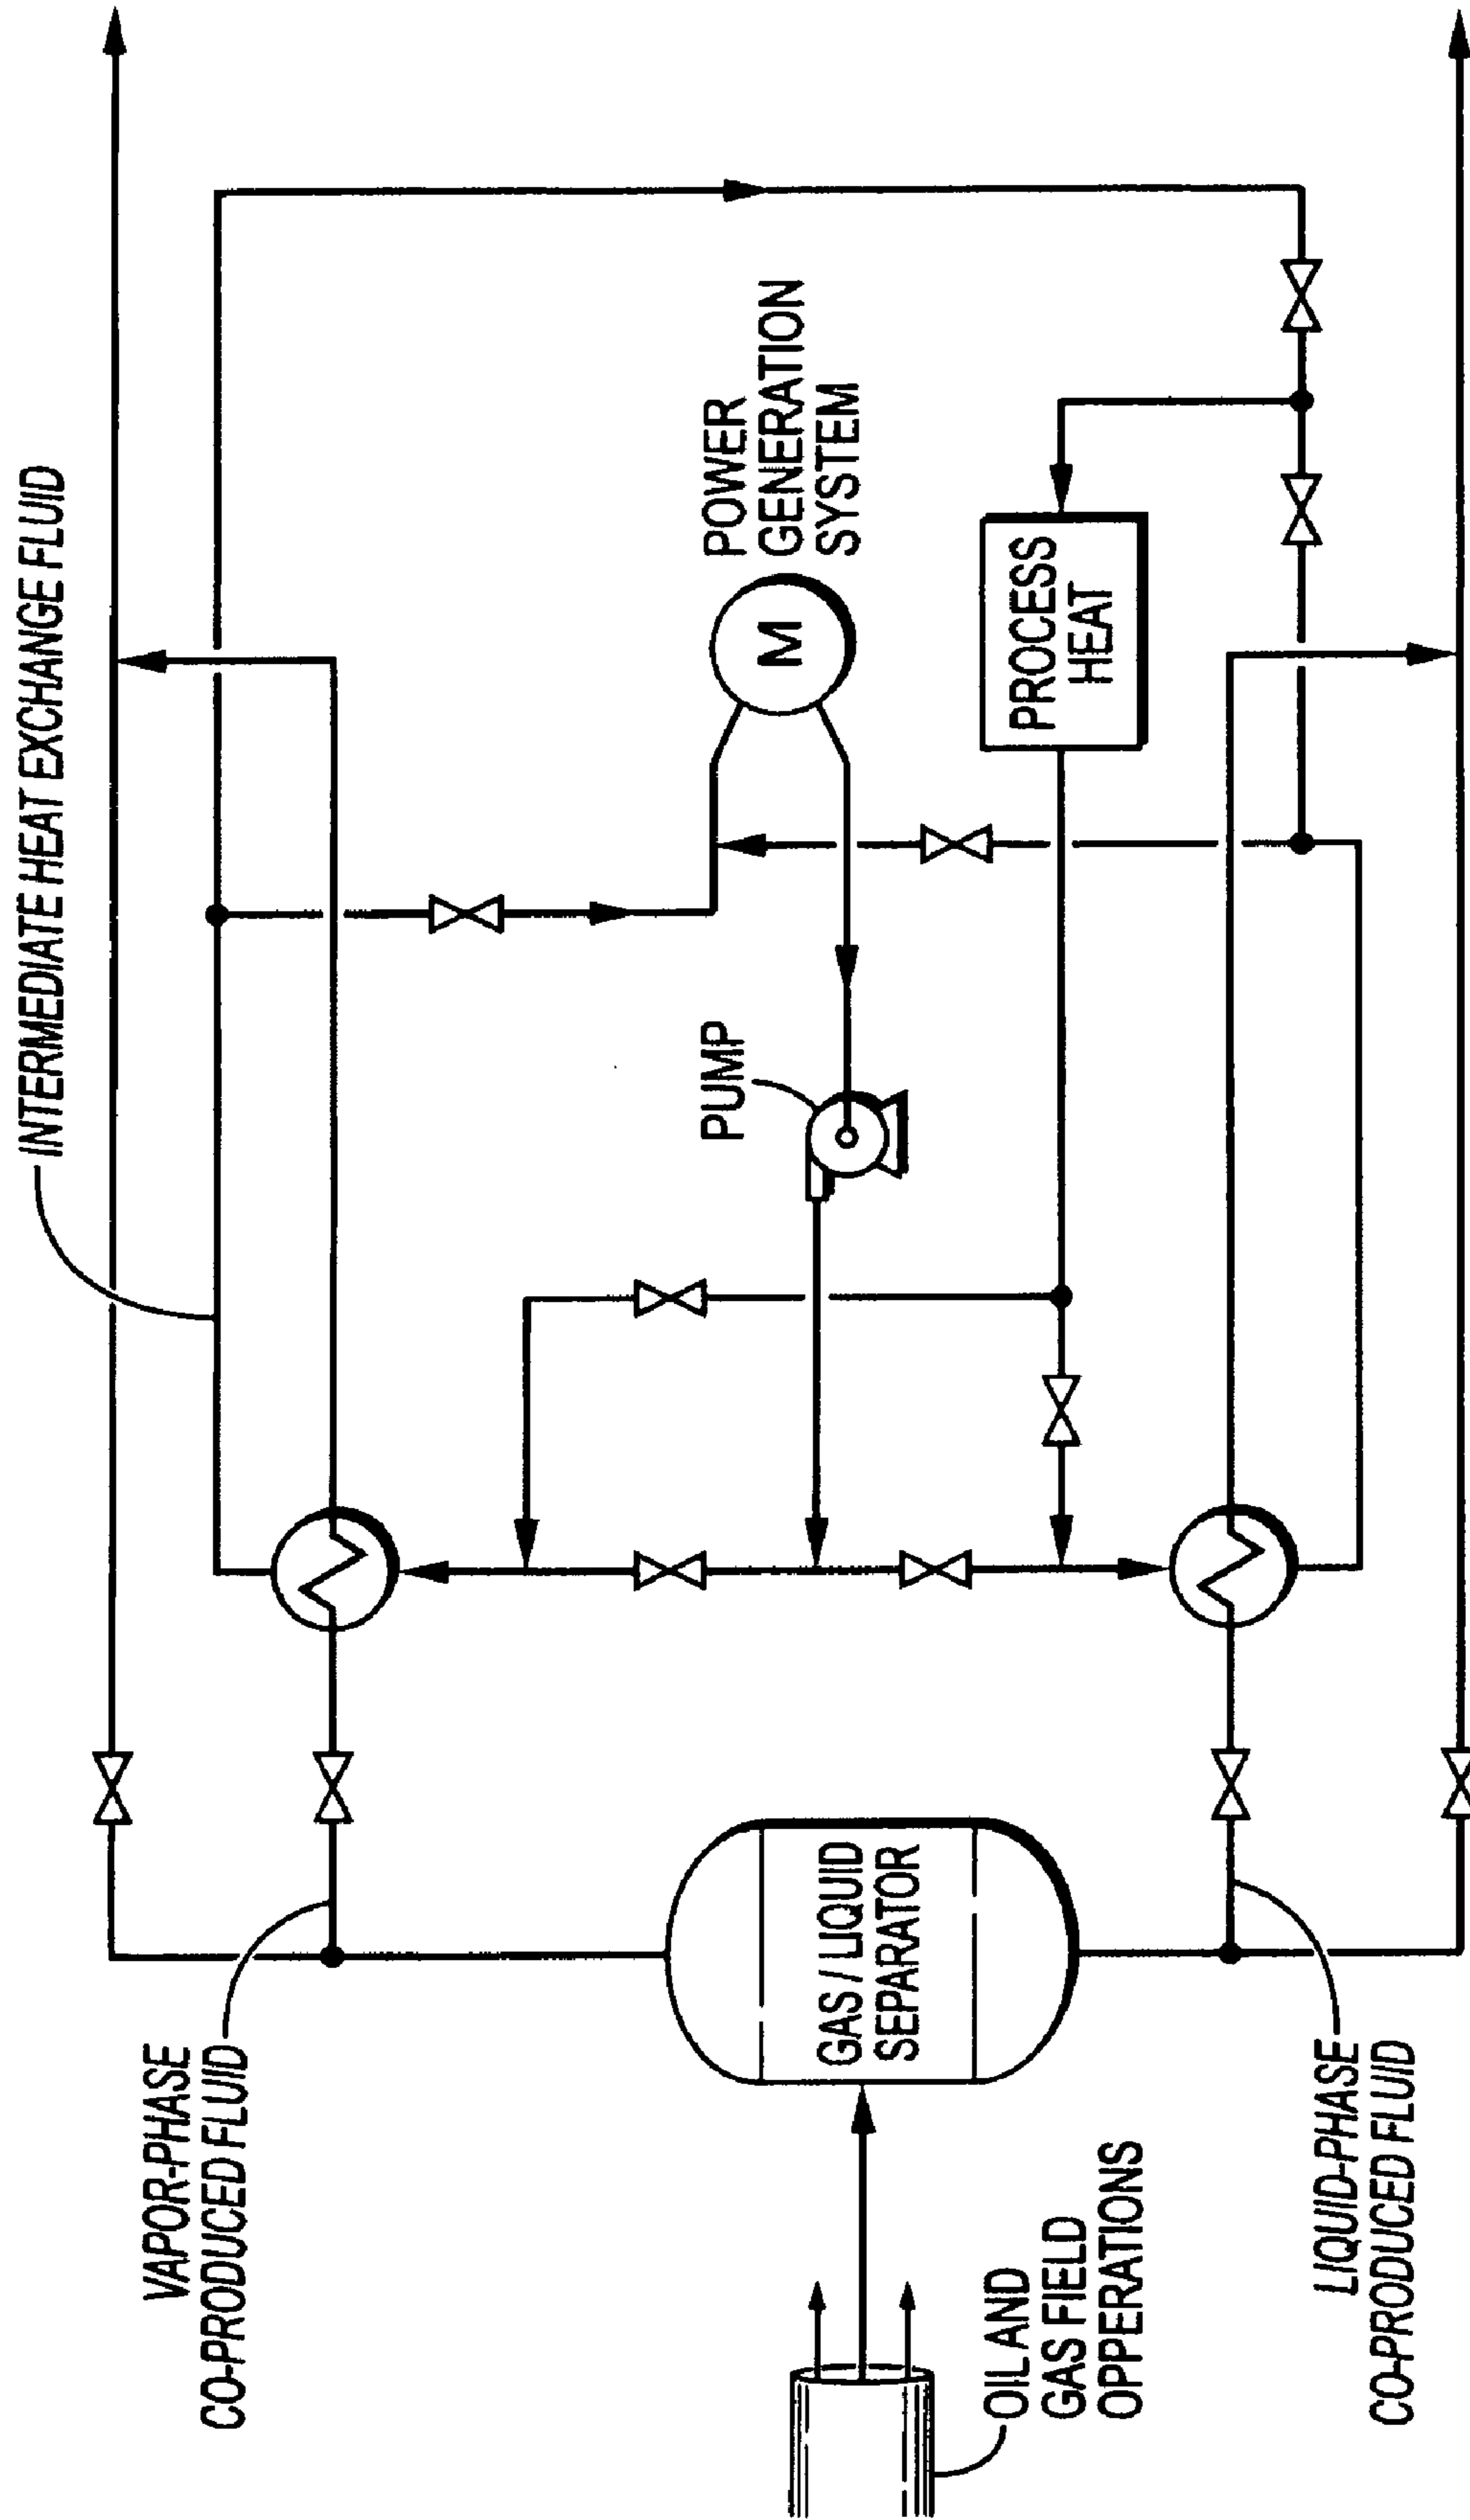 INTERMEDIATE HEAT EXCHANGE FLUID
VAPOR-PHASE
CO-PRODUCED FLUID
POWER
GENERATION
SYSTEM
M
PUMP
PROCESS
HEAT
GAS / LIQUID
SEPARATOR
OIL AND
GAS FIELD
OPPERATIONS
LIQUID-PHASE
CO-PRODUCED FLUID